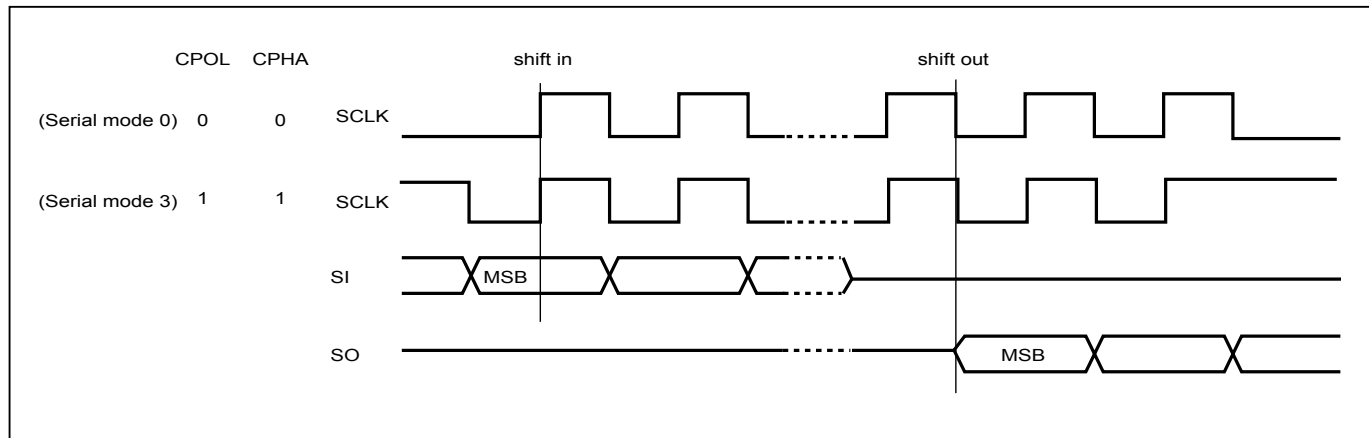 CPOL CPHA shift in shift out
(Serial mode 0) 0 0 SCLK
(Serial mode 3) 1 1 SCLK
SI MSB
SO MSB